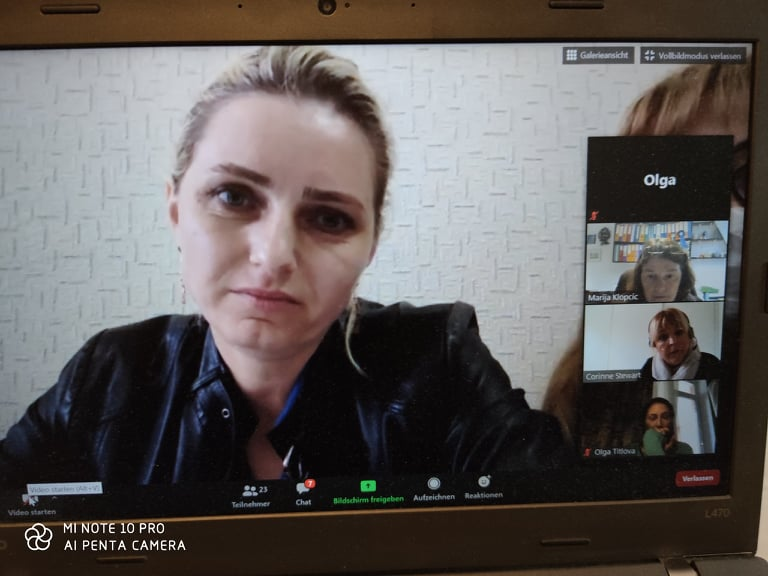 Galerieansicht
Vollbildmodus verlassen
Olga
Marija Klopcic
Corinne Stewart
Olga Titlova
Video starten (Alt+V)
Video starten
23
Teilnehmer
7
Chat
Bildschirm freigeben
Aufzeichnen
Reaktionen
Verlassen
L470
MI NOTE 10 PRO
AI PENTA CAMERA